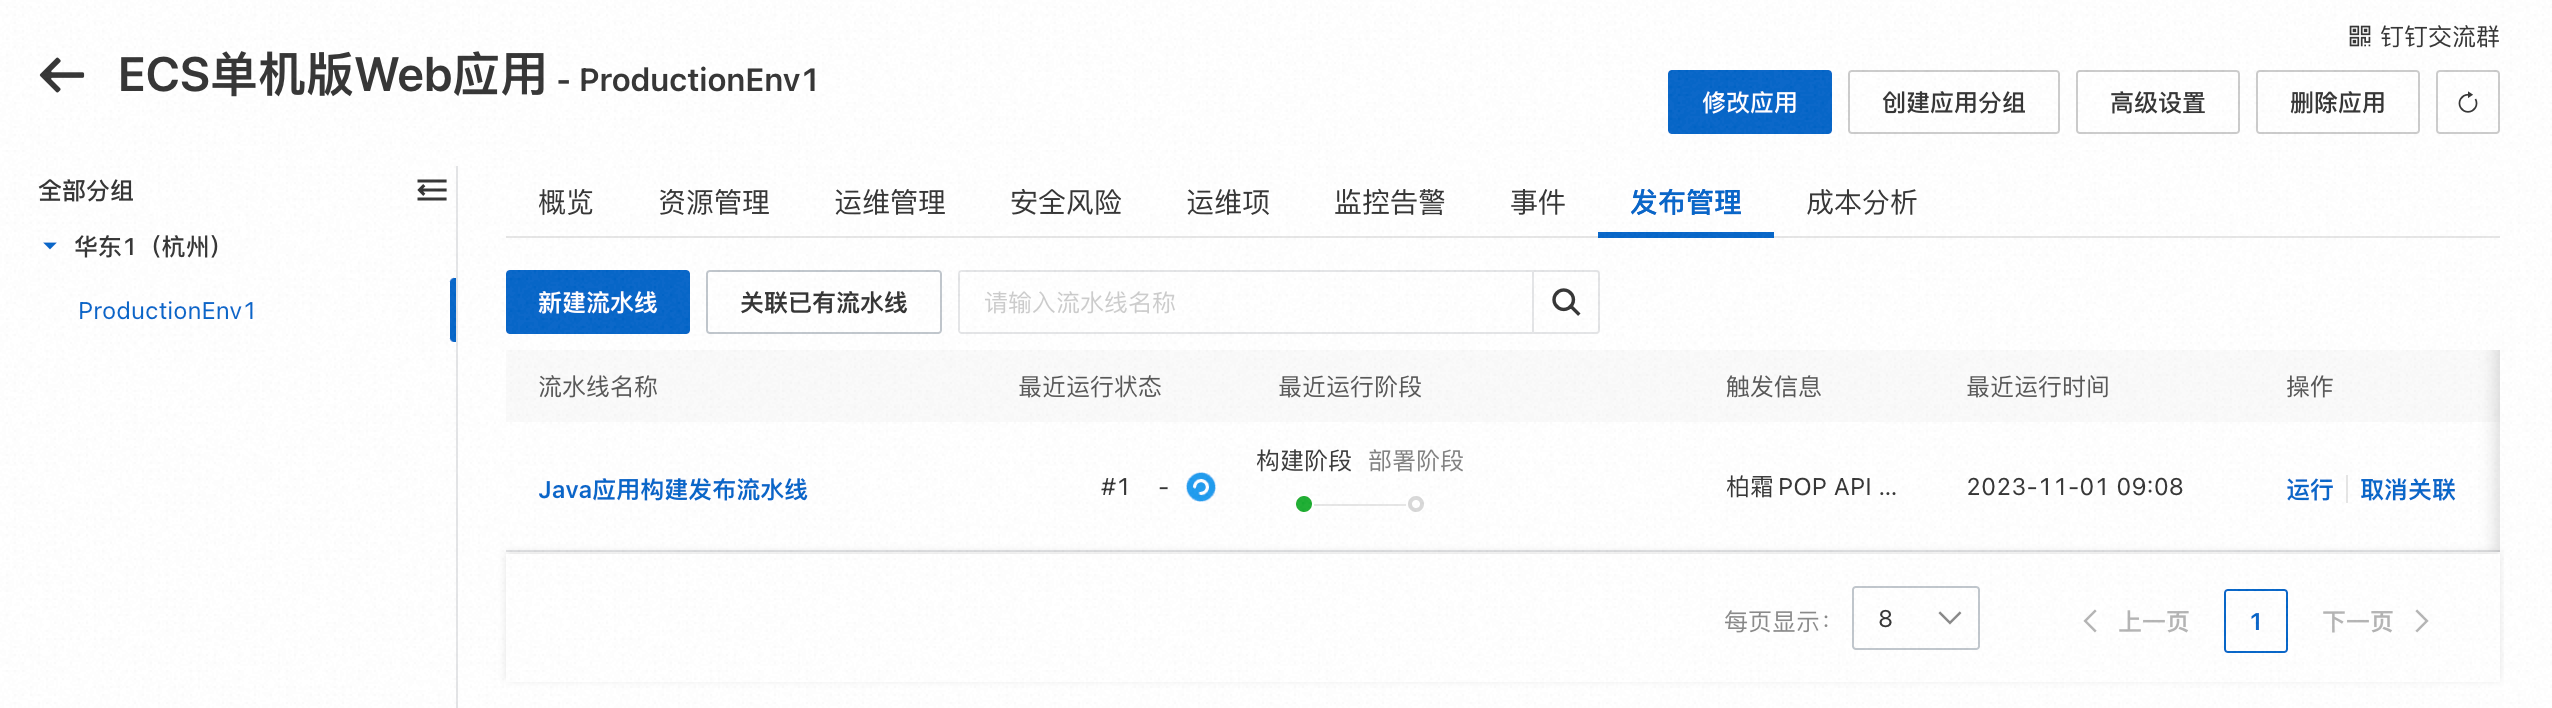 钉钉交流群
ECS单机版Web应用 - ProductionEnv1
修改应用 创建应用分组 高级设置 删除应用
全部分组
华东1（杭州）
ProductionEnv1
概览 资源管理 运维管理 安全风险 运维项 监控告警 事件 发布管理 成本分析
新建流水线 关联已有流水线 请输入流水线名称
流水线名称 最近运行状态 最近运行阶段 触发信息 最近运行时间 操作
构建阶段 部署阶段
Java应用构建发布流水线 #1 - 柏霜 POP API ... 2023-11-01 09:08 运行 取消关联
每页显示： 8 上一页 1 下一页